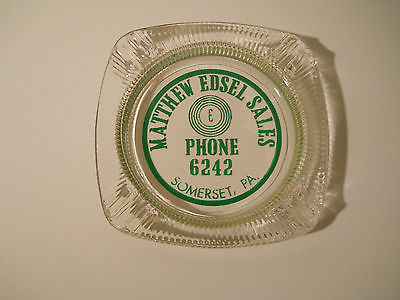 MATTHEW EDSEL SALES
E
PHONE
6242
SOMERSET, PA.